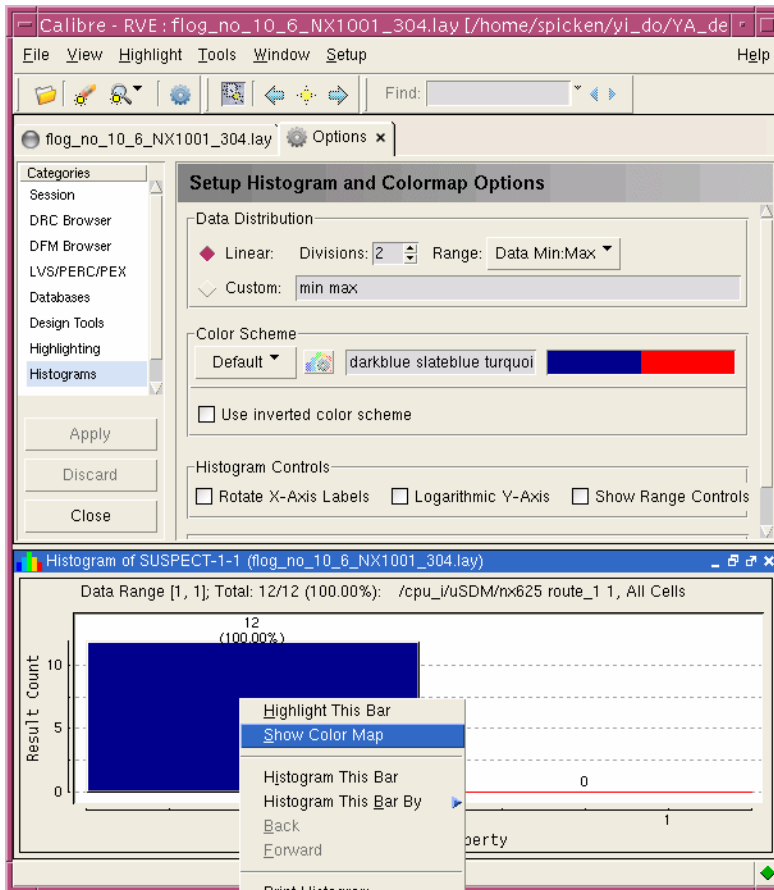 Calibre - RVE : flog_no_10_6_NX1001_304.lay [/home/spicken/yi_do/YA_de
File View Highlight Tools Window Setup Help
Find:
flog_no_10_6_NX1001_304.lay Options ×
Categories
Session
DRC Browser
DFM Browser
LVS/PERC/PEX
Databases
Design Tools
Highlighting
Histograms
Apply
Discard
Close
Setup Histogram and Colormap Options
Data Distribution
Linear: Divisions: 2 Range: Data Min:Max
Custom: min max
Color Scheme
Default darkblue slateblue turquoi
Use inverted color scheme
Histogram Controls
Rotate X-Axis Labels Logarithmic Y-Axis Show Range Controls
Histogram of SUSPECT-1-1 (flog_no_10_6_NX1001_304.lay)
Data Range [1, 1]; Total: 12/12 (100.00%): /cpu_i/uSDM/nx625 route_1 1, All Cells
12
(100.00%)
Result Count
10
5
0
0
1
perty
Highlight This Bar
Show Color Map
Histogram This Bar
Histogram This Bar By
Back
Forward
Print Histogram